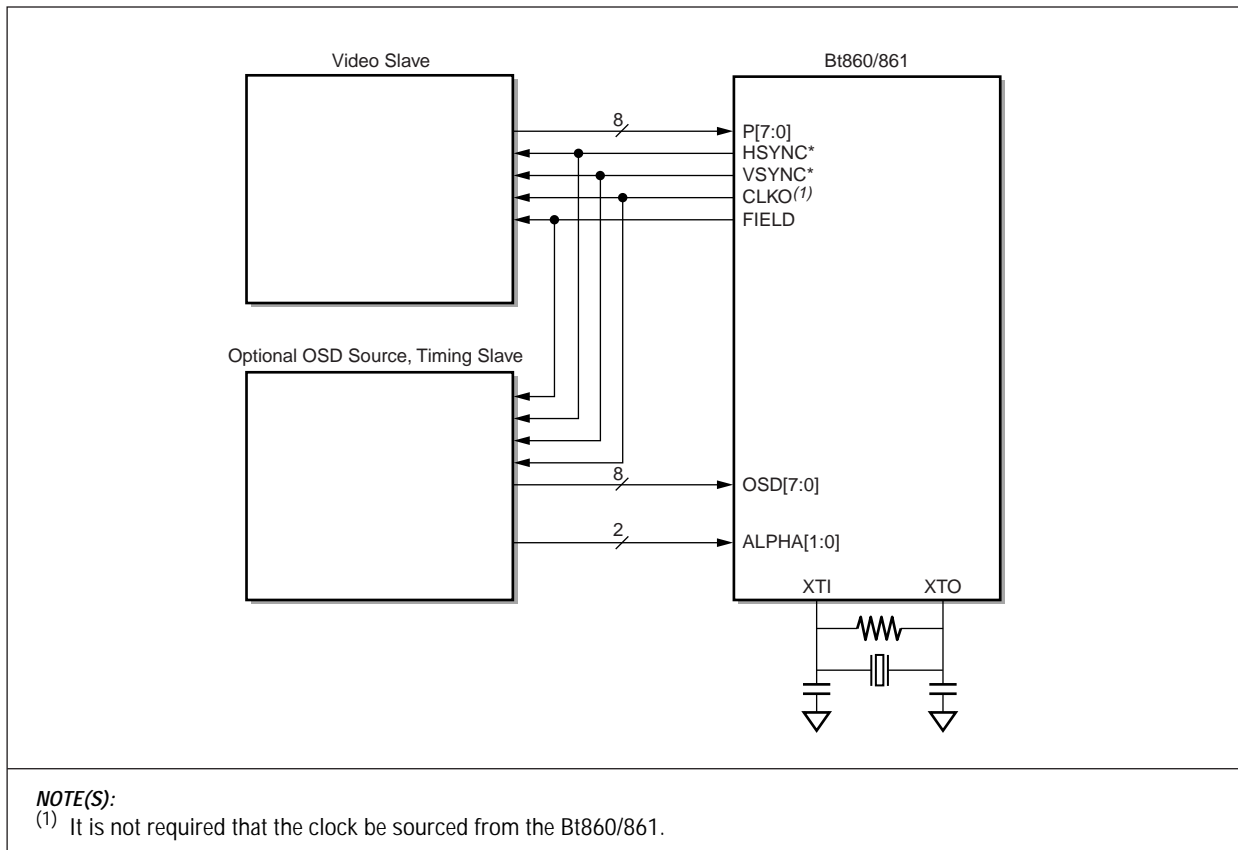 Video Slave
Bt860/861
8
P[7:0]
HSYNC*
VSYNC*
CLKO(1)
FIELD
Optional OSD Source, Timing Slave
8
OSD[7:0]
2
ALPHA[1:0]
XTI
XTO
NOTE(S):
(1) It is not required that the clock be sourced from the Bt860/861.